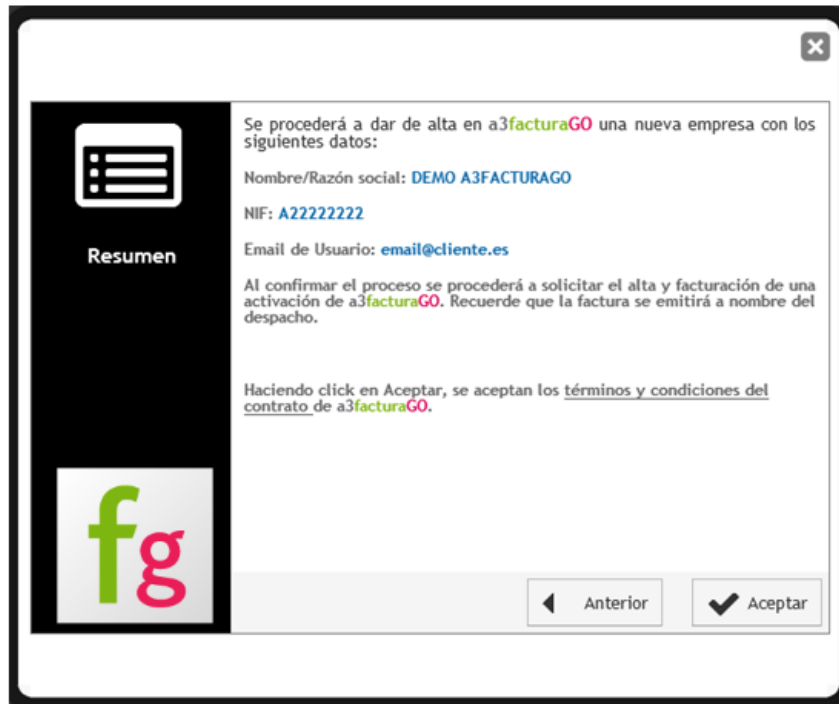 Se procederá a dar de alta en a3facturaGO una nueva empresa con los
siguientes datos:
Nombre/Razón social: DEMO A3FACTURAGO
NIF: A22222222
Email de Usuario: email@cliente.es
Al confirmar el proceso se procederá a solicitar el alta y facturación de una
activación de a3facturaGO. Recuerde que la factura se emitirá a nombre del
despacho.
Haciendo click en Aceptar, se aceptan los términos y condiciones del
contrato de a3facturaGO.
Resumen
fg
Anterior
Aceptar